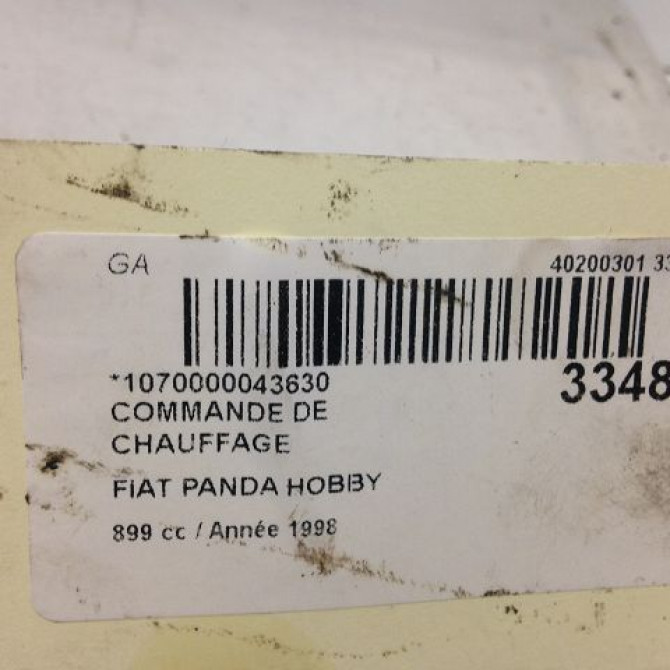 GA
40200301 33
*1070000043630
3348
COMMANDE DE
CHAUFFAGE
FIAT PANDA HOBBY
899 cc / Année 1998